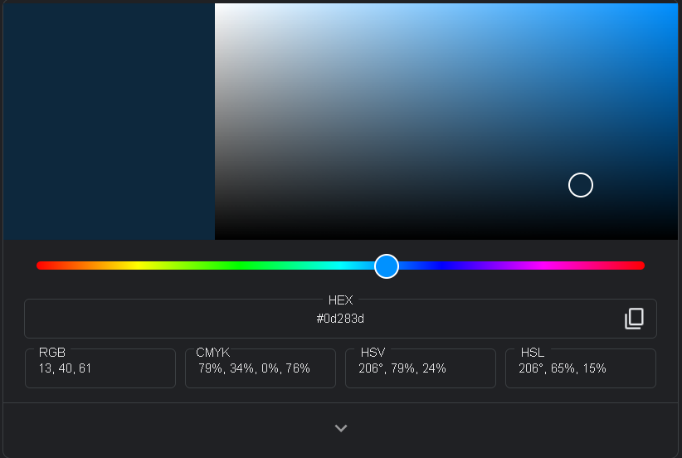 HEX
#0d283d
RGB
13, 40, 61
CMYK
79%, 34%, 0%, 76%
HSV
206°, 79%, 24%
HSL
206°, 65%, 15%